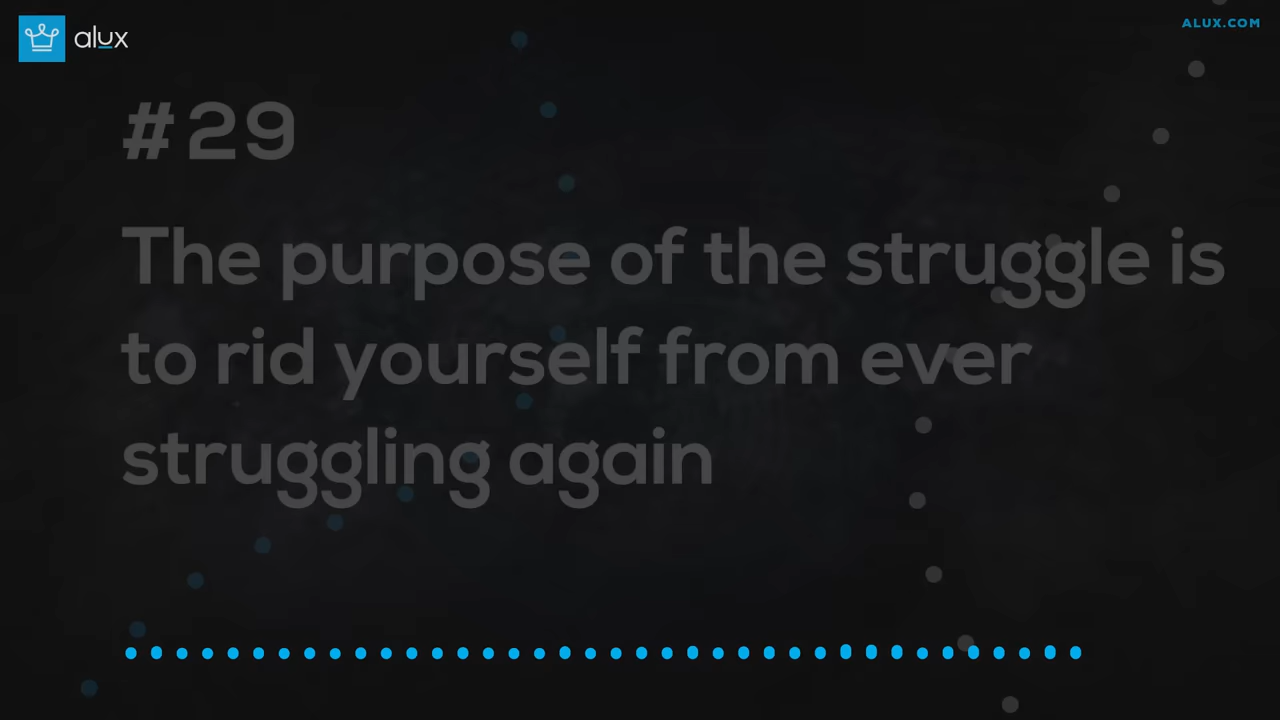 alux
ALUX.COM
#29
The purpose of the struggle is
to rid yourself from ever
struggling again